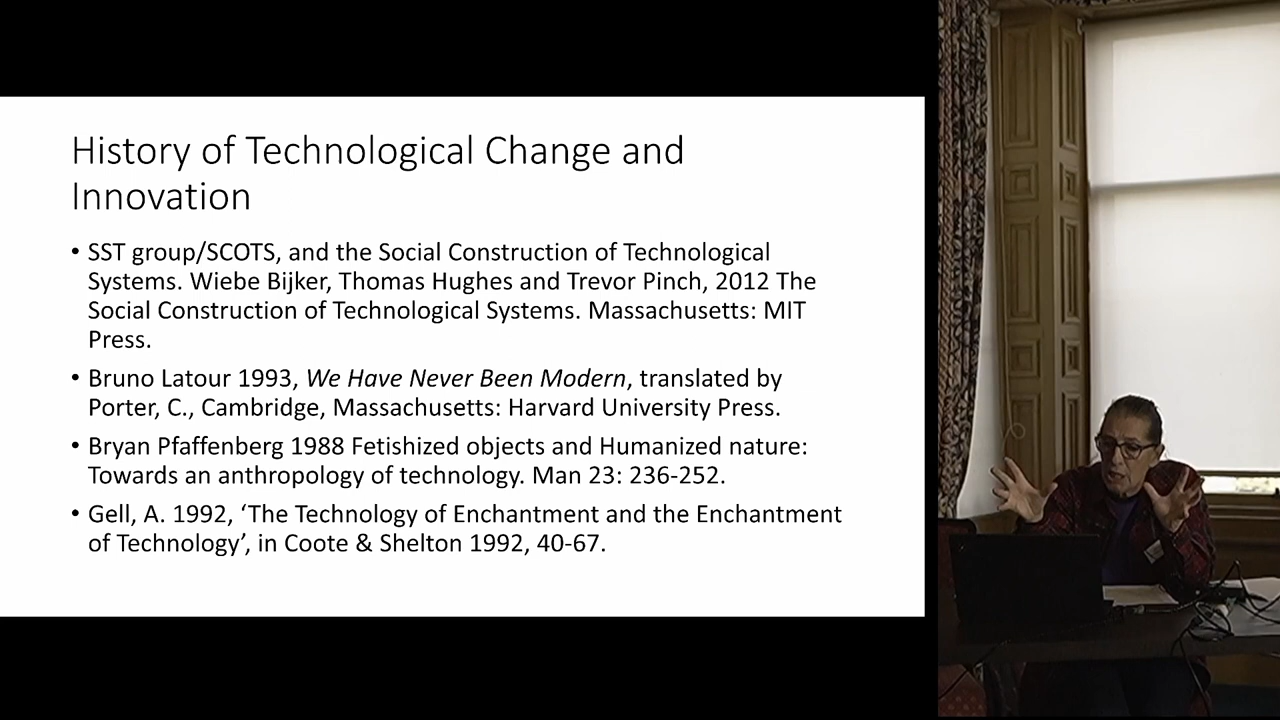 History of Technological Change and
Innovation
• SST group/SCOTS, and the Social Construction of Technological
Systems. Wiebe Bijker, Thomas Hughes and Trevor Pinch, 2012 The
Social Construction of Technological Systems. Massachusetts: MIT
Press.
• Bruno Latour 1993, We Have Never Been Modern, translated by
Porter, C., Cambridge, Massachusetts: Harvard University Press.
• Bryan Pfaffenberg 1988 Fetishized objects and Humanized nature:
Towards an anthropology of technology. Man 23: 236-252.
• Gell, A. 1992, ‘The Technology of Enchantment and the Enchantment
of Technology’, in Coote & Shelton 1992, 40-67.